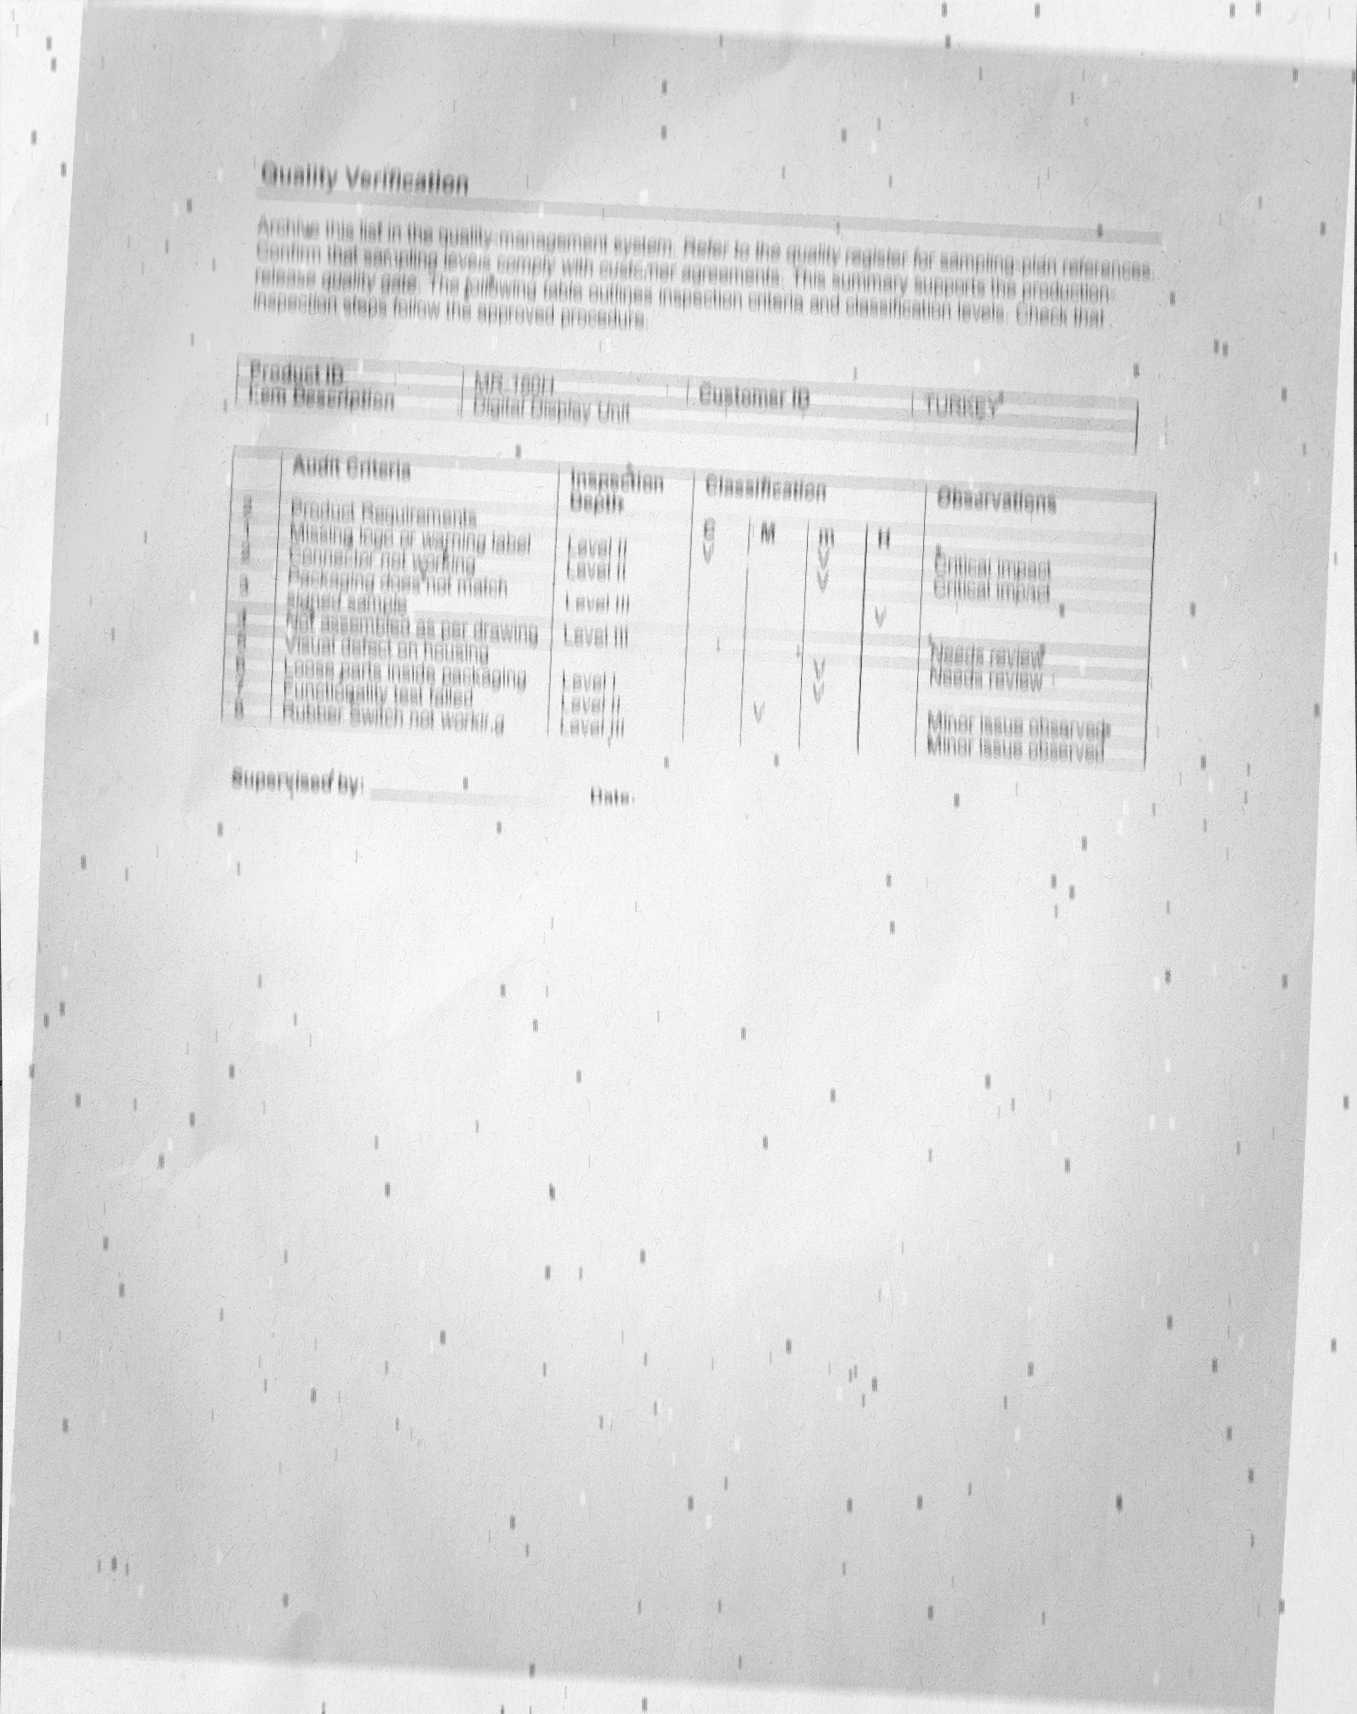 Quality Verification
Archive this list in the quality management system. Refer to the quality register for sampling-plan references.
Confirm that sampling levels comply with customer agreements. This summary supports the production
release quality gate. The following table outlines inspection criteria and classification levels. Check that
inspection steps follow the approved procedure.
Product ID Customer ID TURKEY
Item Description Digital Display Unit
Audit Criteria Inspection Depth Classification Observations
Product Requirements C M m H
1 Missing logo or warning label Level II V Critical impact
2 Connector not working Level II V Critical impact
3 Packaging does not match signed sample Level III V
4 Not assembled as per drawing Level III Needs review
5 Visual defect on housing V Needs review
6 Loose parts inside packaging Level I V
7 Functionality test failed Level II V Minor issue observed
8 Rubber Switch not working Level III Minor issue observed
Supervised by: Date: